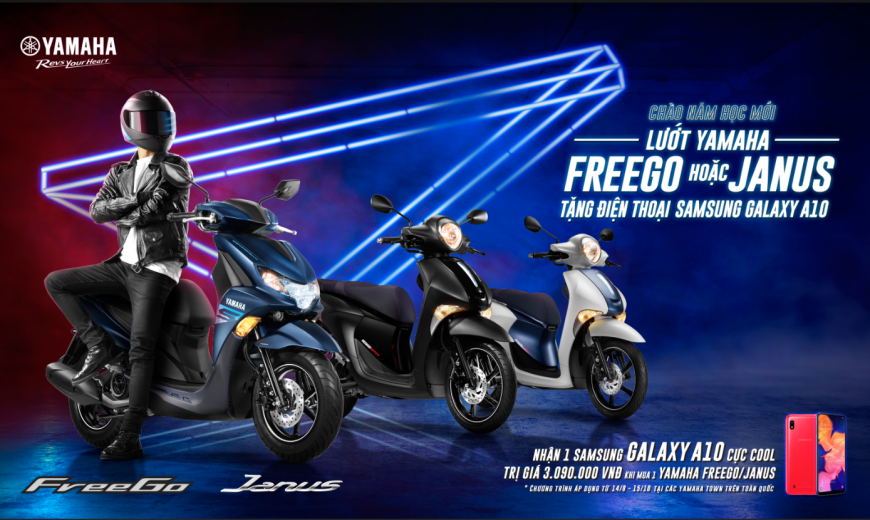 YAMAHA
Revs Your Heart
CHÀO NĂM HỌC MỚI
LƯỚT YAMAHA
FREEGO HOẶC JANUS
TẶNG ĐIỆN THOẠI SAMSUNG GALAXY A10
YAMAHA
NHẬN 1 SAMSUNG GALAXY A10 CỰC COOL
TRỊ GIÁ 3.090.000 VNĐ KHI MUA 1 YAMAHA FREEGO/JANUS
* CHƯƠNG TRÌNH ÁP DỤNG TỪ 14/8 - 15/10 TẠI CÁC YAMAHA TOWN TRÊN TOÀN QUỐC
FreeGo Janus